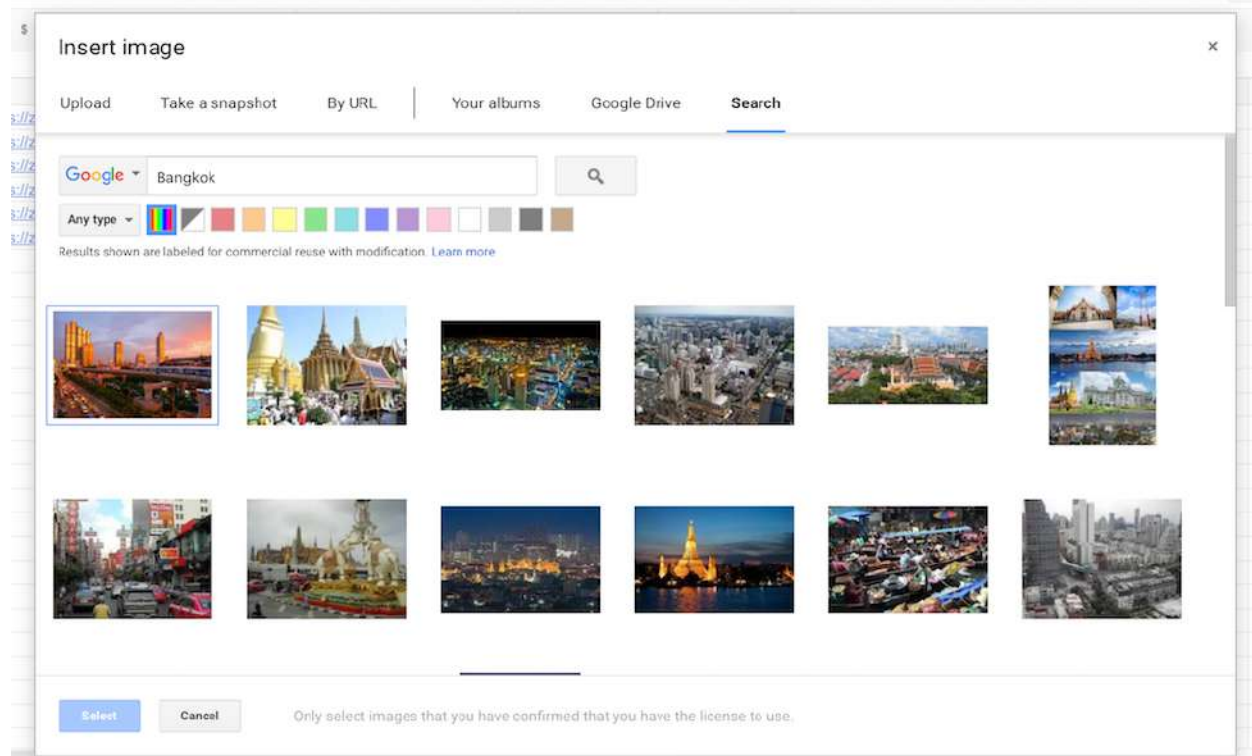 $
Insert image
×
Upload Take a snapshot By URL Your albums Google Drive Search
s://z
s://z
s://z
s://z
s://z
s://z
Google Bangkok
Any type
Results shown are labeled for commercial reuse with modification. Learn more
Select Cancel Only select images that you have confirmed that you have the license to use.